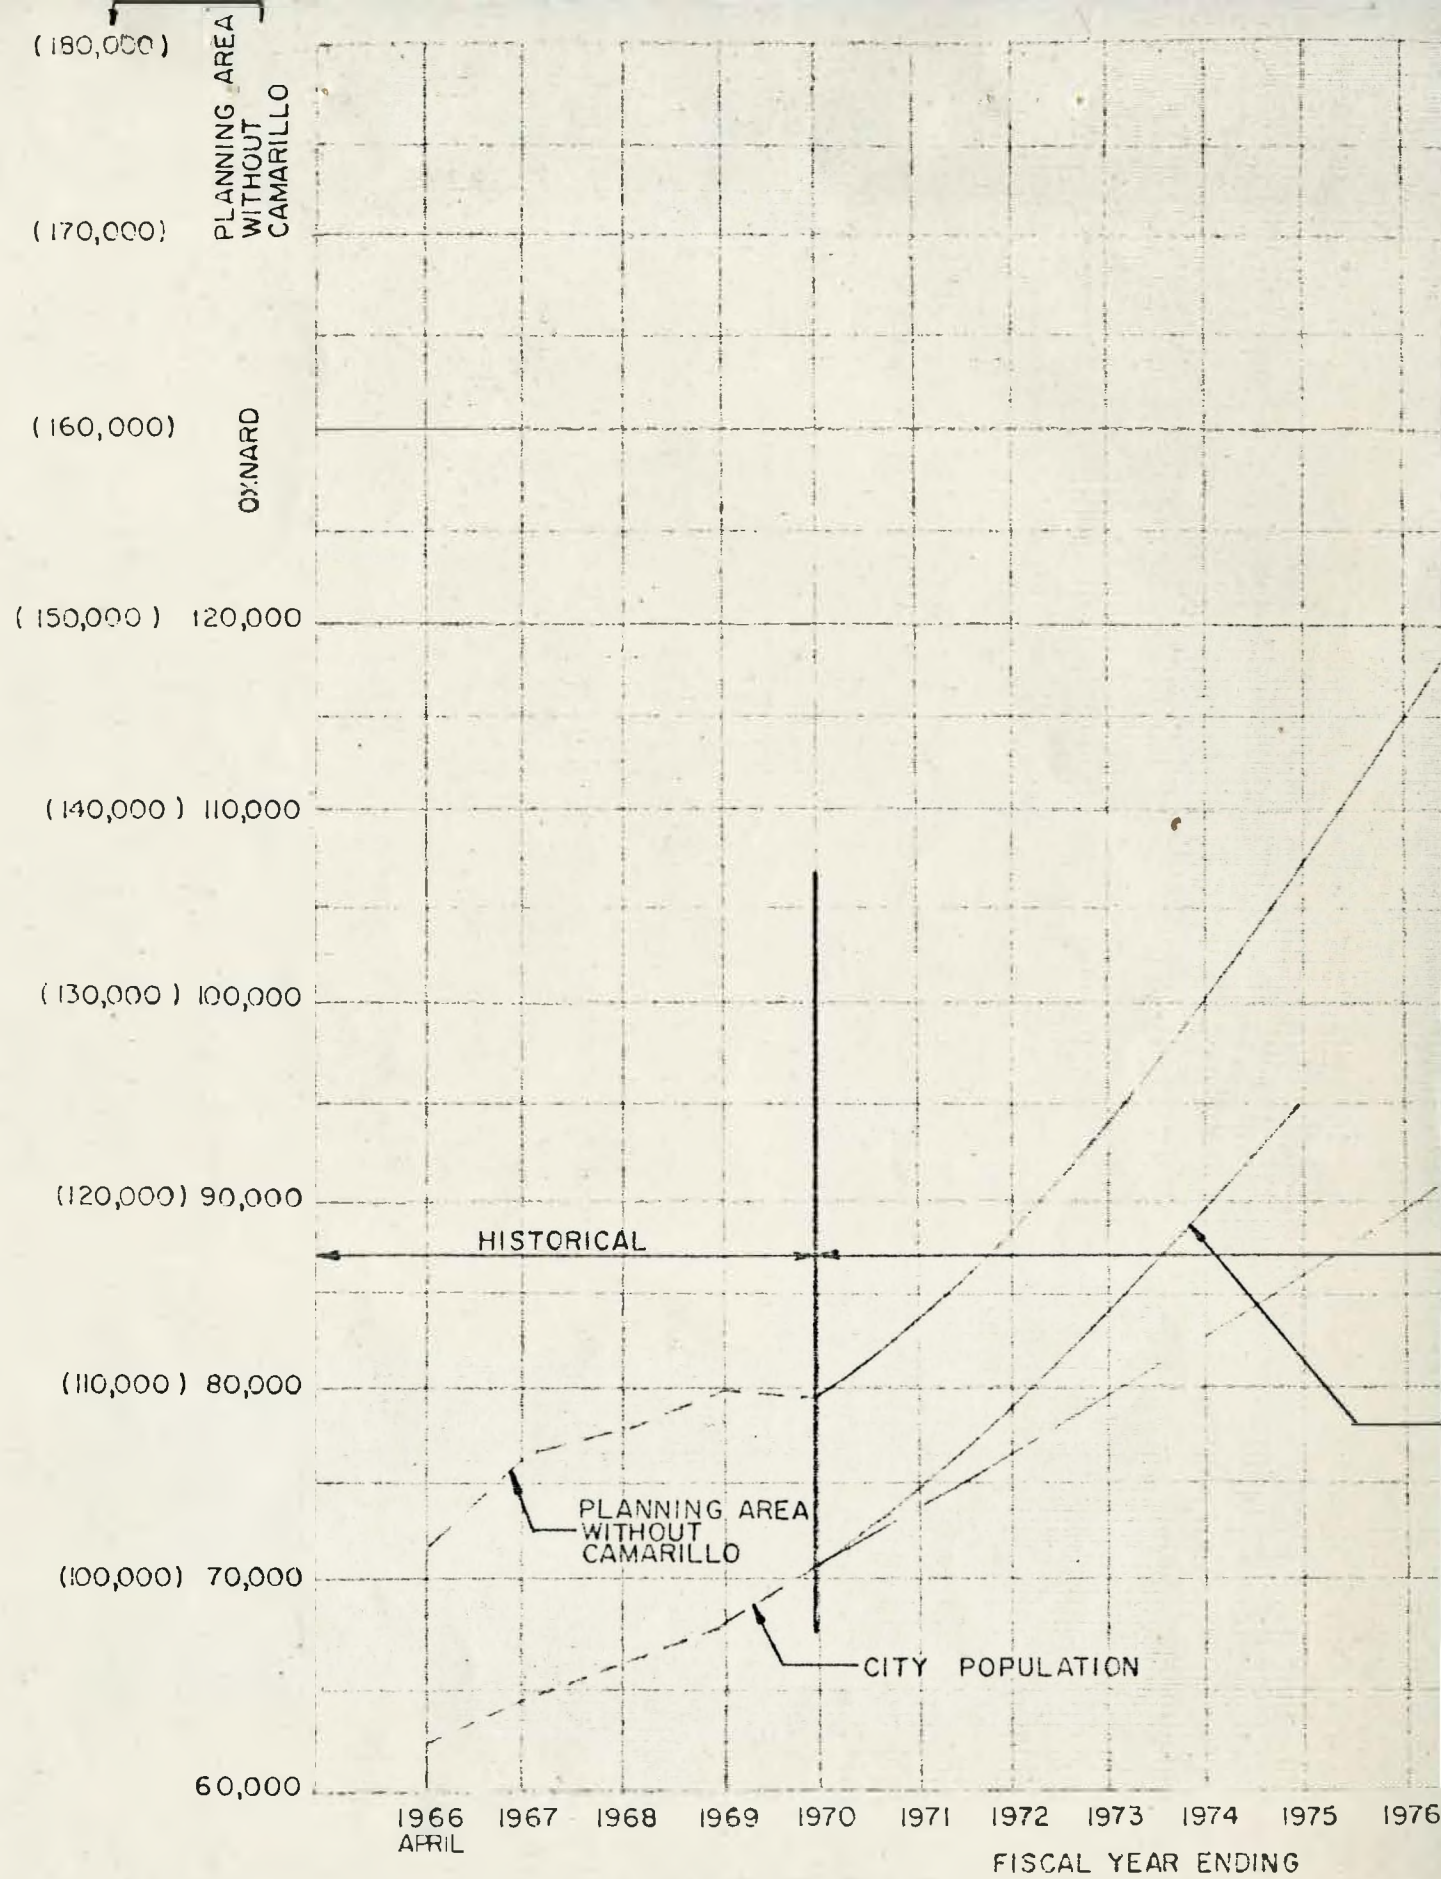 PLANNING AREA
WITHOUT
CAMARILLO
OXNARD
(180,000)
(170,000)
(160,000)
(150,000) 120,000
(140,000) 110,000
(130,000) 100,000
(120,000) 90,000
HISTORICAL
(110,000) 80,000
PLANNING AREA
WITHOUT
CAMARILLO
(100,000) 70,000
CITY POPULATION
60,000
1966 1967 1968 1969 1970 1971 1972 1973 1974 1975 1976
APRIL
FISCAL YEAR ENDING